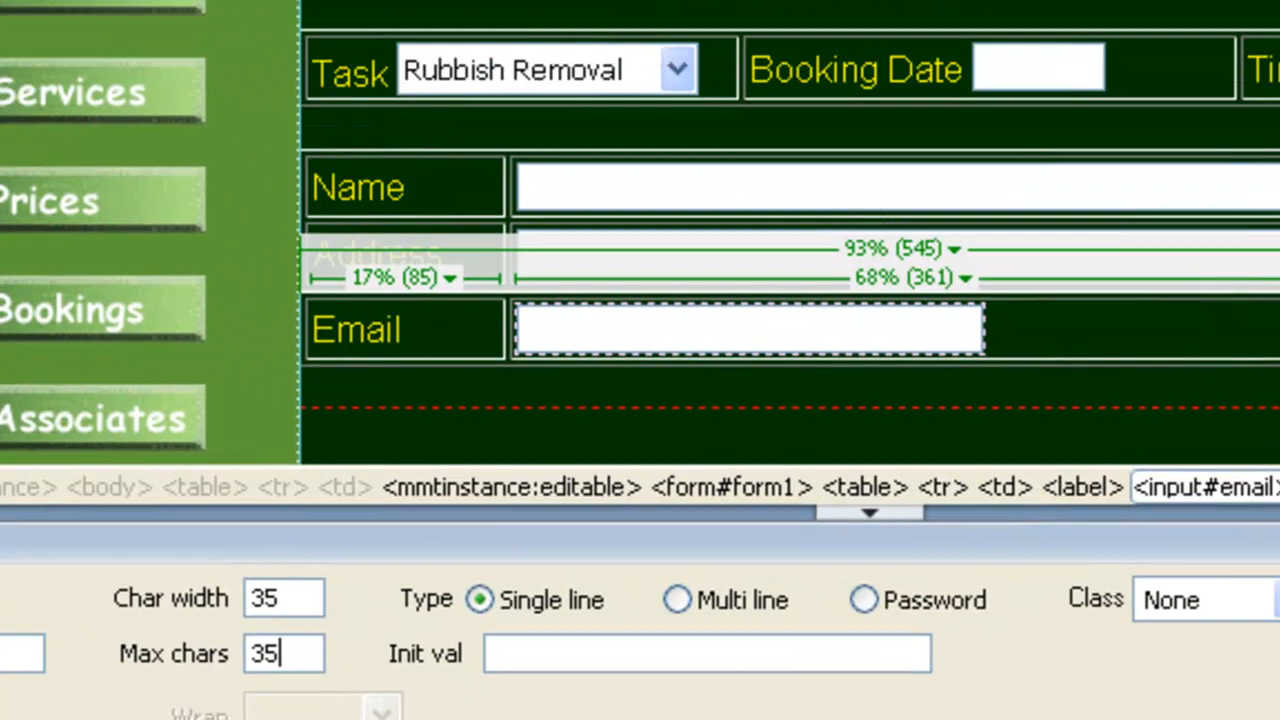 Services
Prices
Bookings
Associates
Task Rubbish Removal Booking Date
Name
Address
93% (545)
17% (85) 68% (361)
Email
<body> <table> <tr> <td> <mmtinstance:editable> <form#form1> <table> <tr> <td> <label> <input#email>
Char width 35 Type Single line Multi line Password Class None
Max chars 35 Init val
Wrap